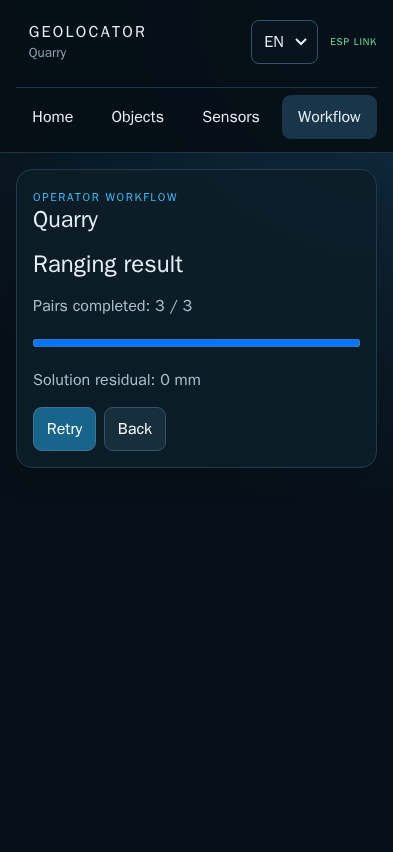 GEOLOCATOR
Quarry
EN
ESP LINK
Home Objects Sensors Workflow
OPERATOR WORKFLOW
Quarry
Ranging result
Pairs completed: 3 / 3
Solution residual: 0 mm
Retry Back